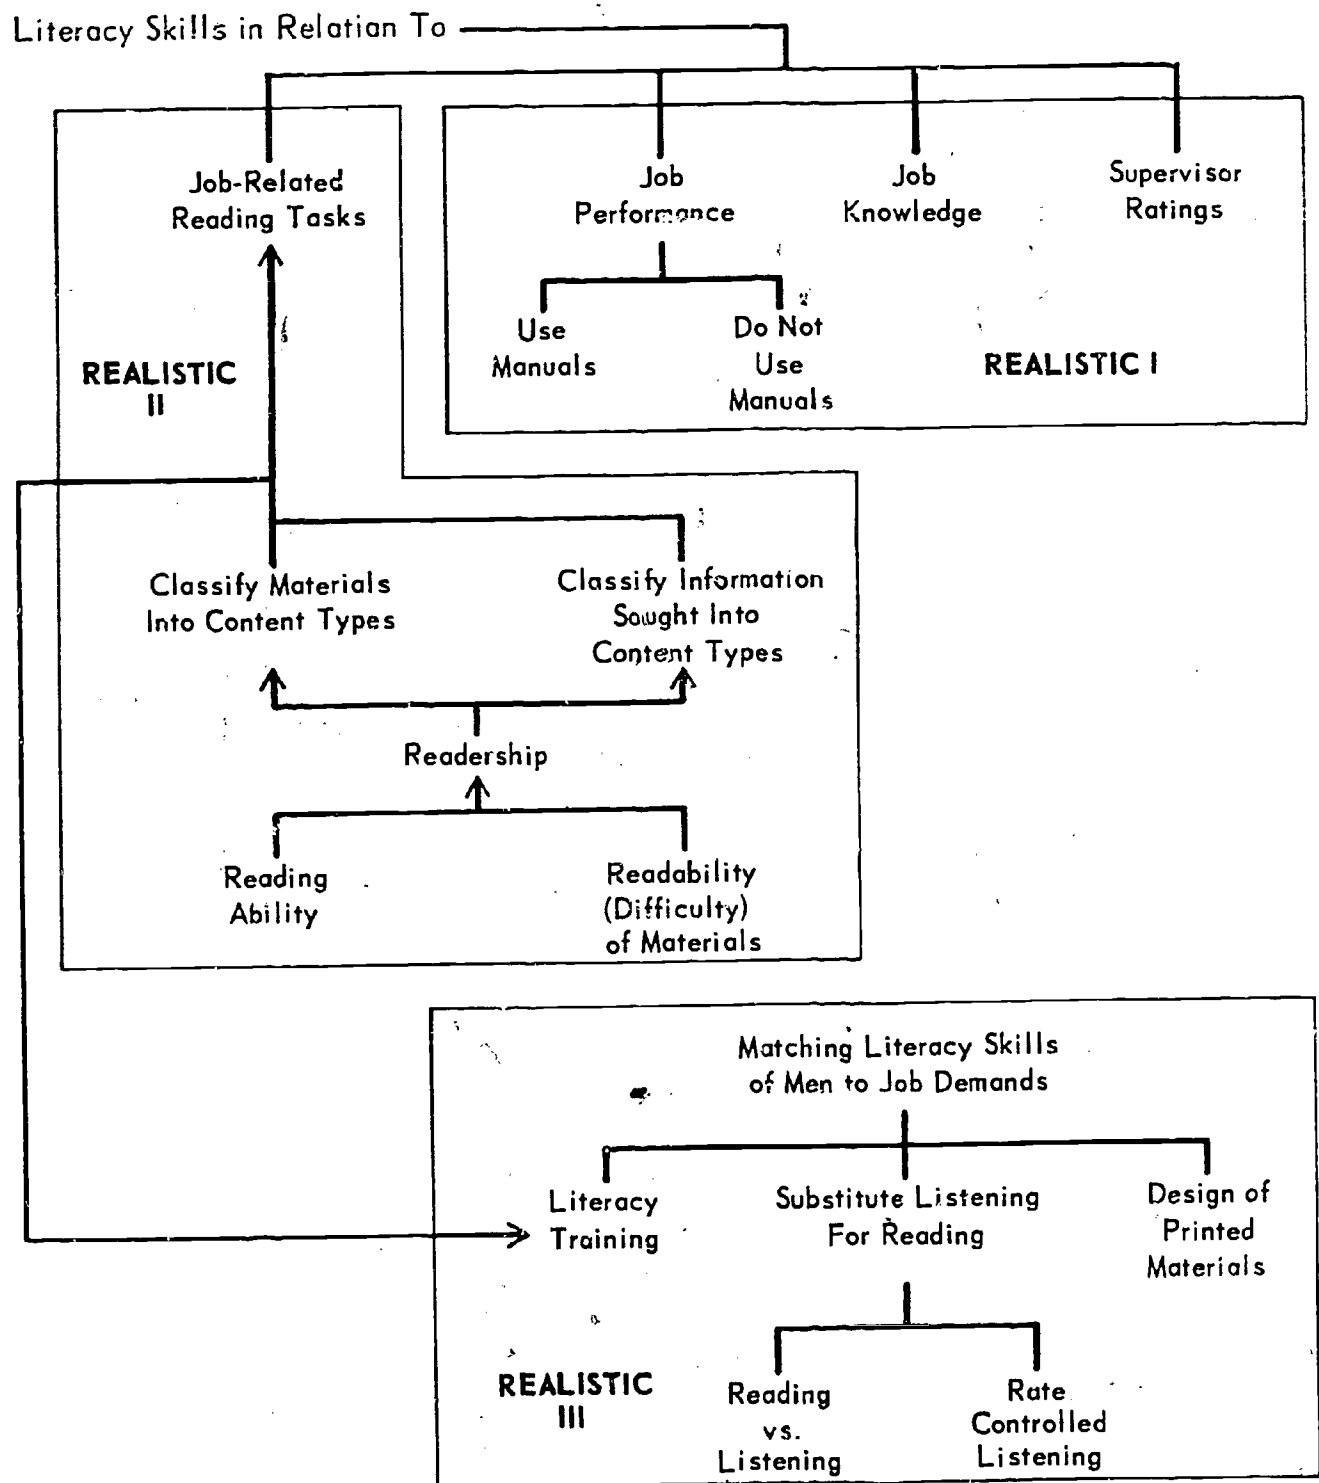 Literacy Skills in Relation To
Job-Related
Reading Tasks
Job
Performance
Job
Knowledge
Supervisor
Ratings
Use
Manuals
Do Not
Use
Manuals
REALISTIC I
REALISTIC
II
Classify Materials
Into Content Types
Classify Information
Sought Into
Content Types
Readership
Reading
Ability
Readability
(Difficulty)
of Materials
Matching Literacy Skills
of Men to Job Demands
Literacy
Training
Substitute Listening
For Reading
Design of
Printed
Materials
REALISTIC
III
Reading
vs.
Listening
Rate
Controlled
Listening